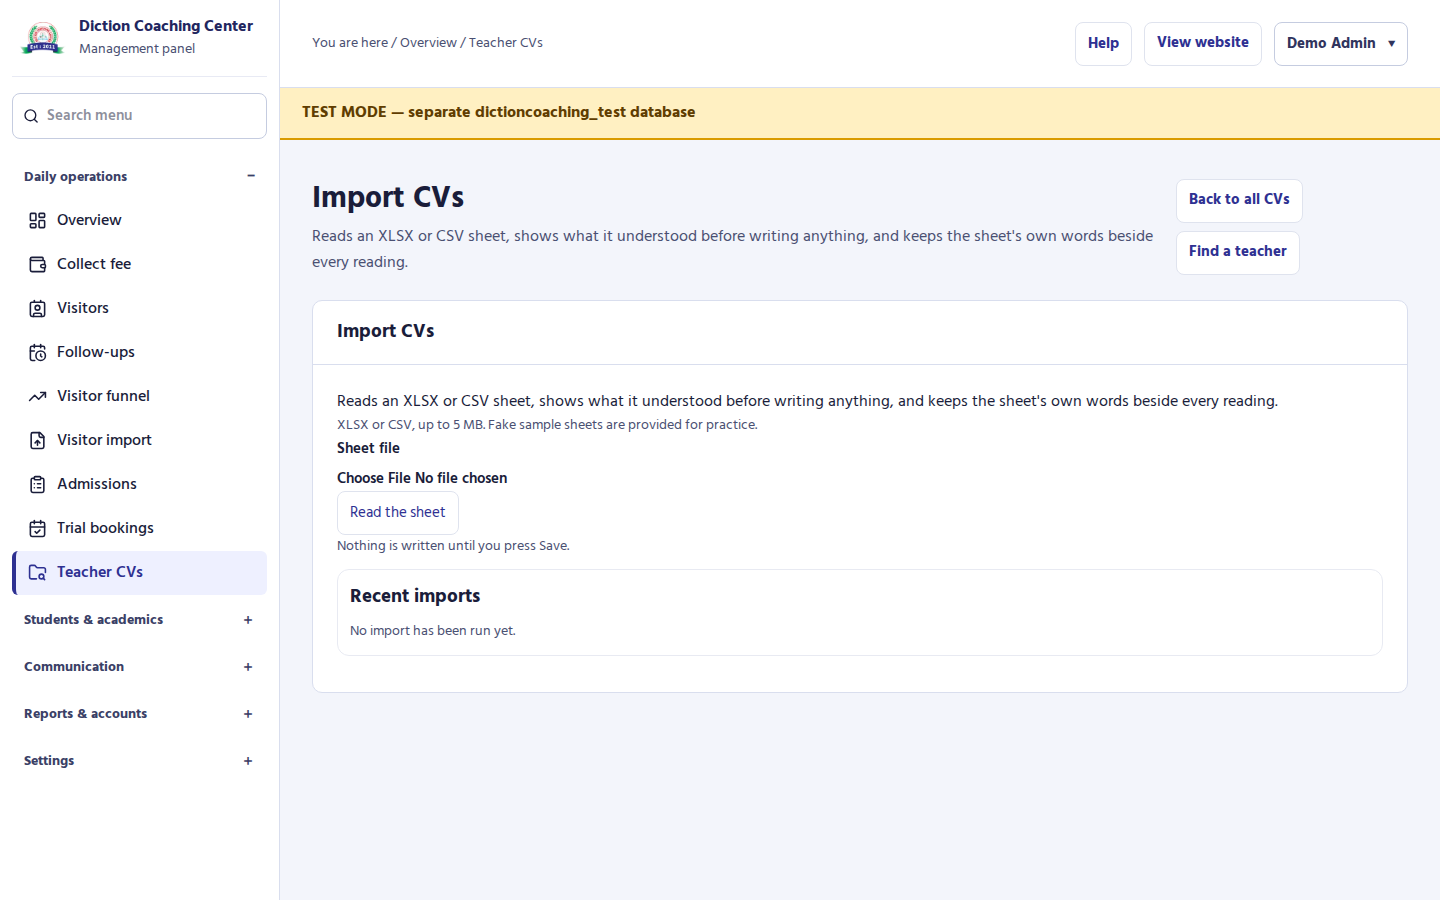 Diction Coaching Center
Management panel
Est : 2011
Search menu
Daily operations −
Overview
Collect fee
Visitors
Follow-ups
Visitor funnel
Visitor import
Admissions
Trial bookings
Teacher CVs
Students & academics +
Communication +
Reports & accounts +
Settings +
You are here / Overview / Teacher CVs
Help
View website
Demo Admin ▾
TEST MODE — separate dictioncoaching_test database
Import CVs
Reads an XLSX or CSV sheet, shows what it understood before writing anything, and keeps the sheet's own words beside
every reading.
Back to all CVs
Find a teacher
Import CVs
Reads an XLSX or CSV sheet, shows what it understood before writing anything, and keeps the sheet's own words beside every reading.
XLSX or CSV, up to 5 MB. Fake sample sheets are provided for practice.
Sheet file
Choose File No file chosen
Read the sheet
Nothing is written until you press Save.
Recent imports
No import has been run yet.